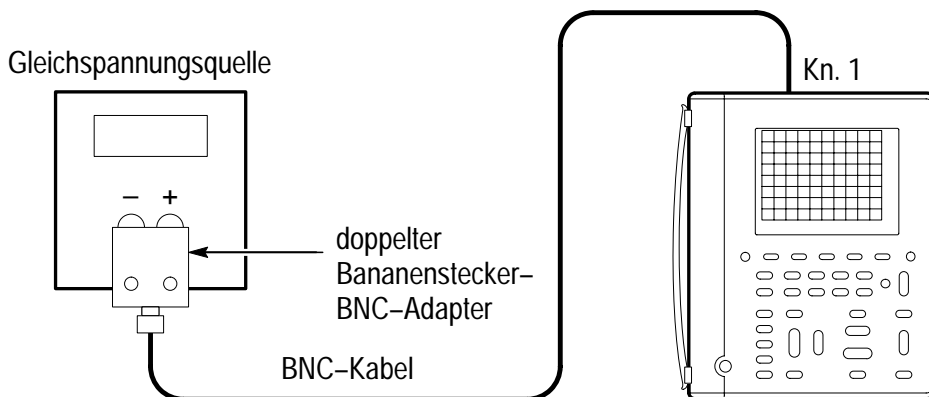 Gleichspannungsquelle
Kn. 1
− +
doppelter
Bananenstecker–
BNC–Adapter
BNC–Kabel